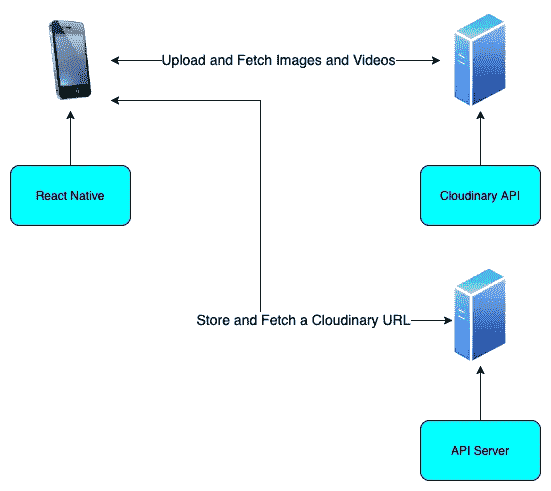 Upload and Fetch Images and Videos
React Native
Cloudinary API
Store and Fetch a Cloudinary URL
API Server